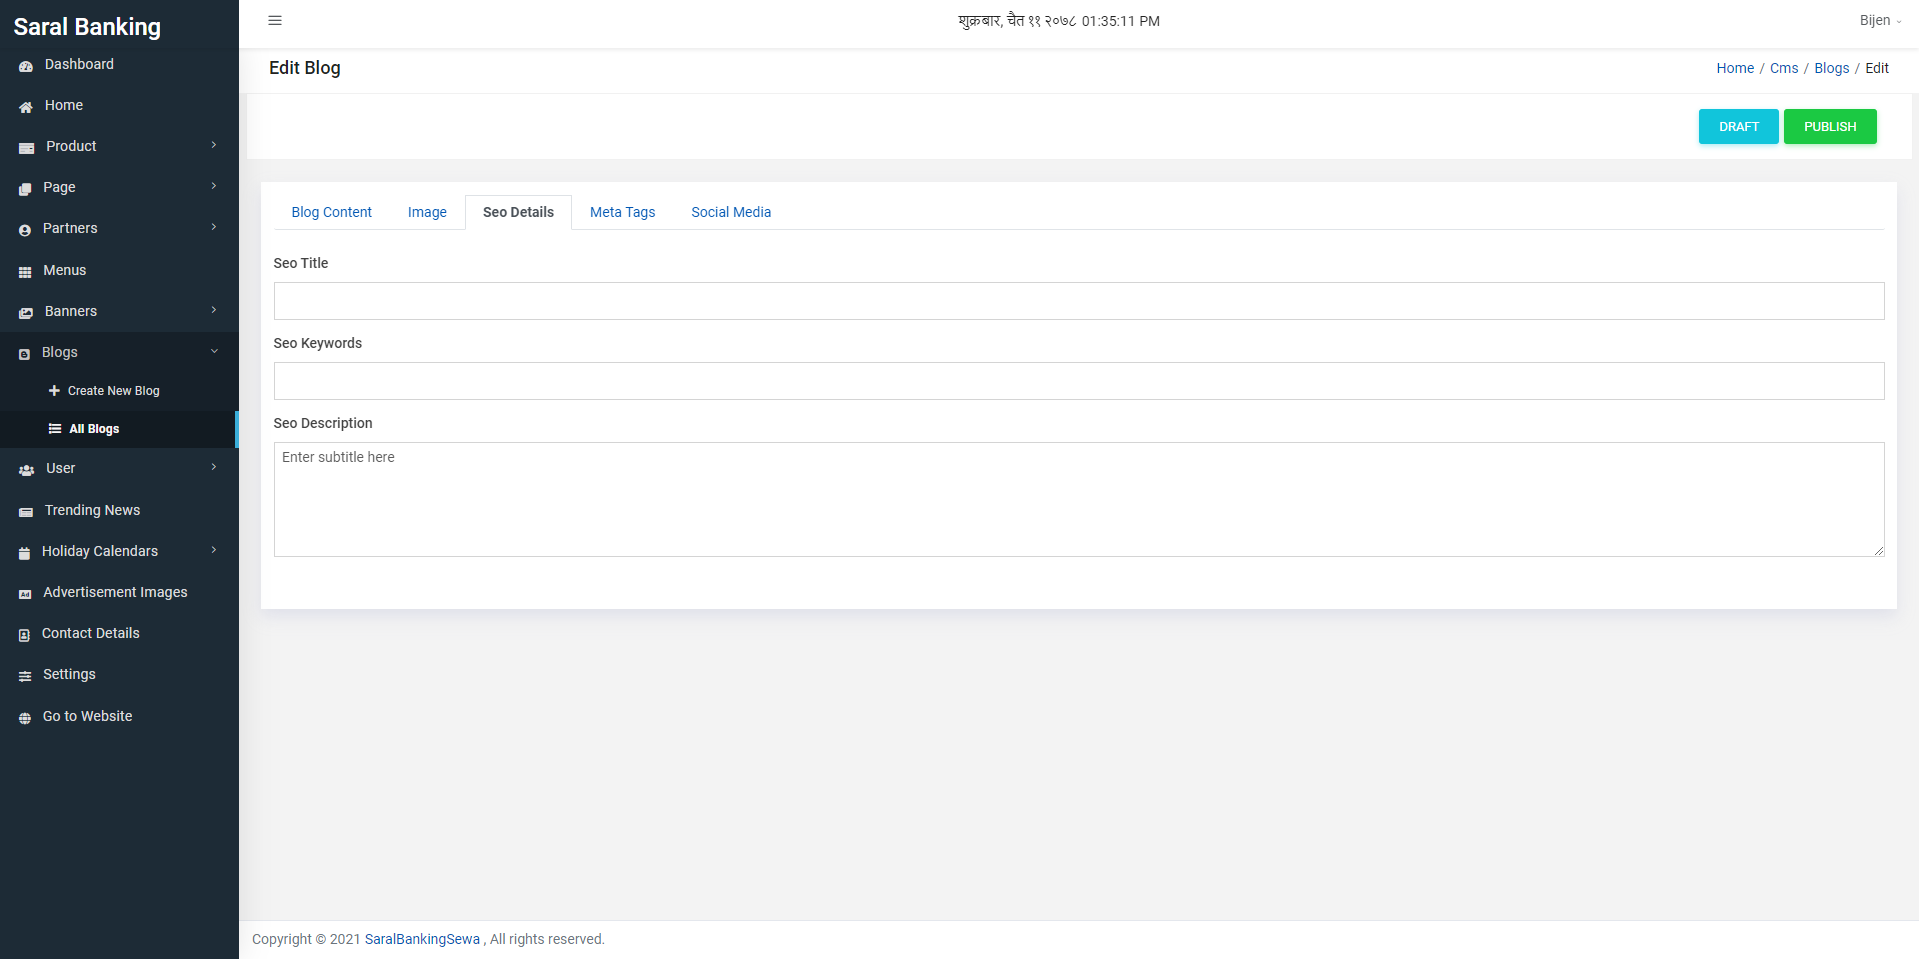 Saral Banking
शुक्रबार, चैत ११ २०७८ 01:35:11 PM
Bijen
Dashboard
Home
Product
Page
Partners
Menus
Banners
Blogs
Create New Blog
All Blogs
User
Trending News
Holiday Calendars
Advertisement Images
Contact Details
Settings
Go to Website
Edit Blog
Home / Cms / Blogs / Edit
DRAFT PUBLISH
Blog Content Image Seo Details Meta Tags Social Media
Seo Title
Seo Keywords
Seo Description
Enter subtitle here
Copyright © 2021 SaralBankingSewa , All rights reserved.